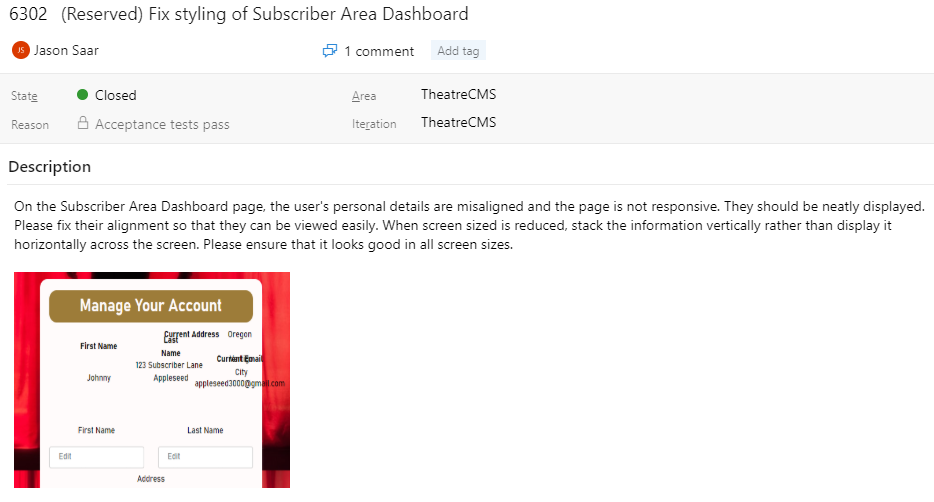 6302 (Reserved) Fix styling of Subscriber Area Dashboard
JS Jason Saar
1 comment
Add tag
State
Closed
Area
TheatreCMS
Reason
Acceptance tests pass
Iteration
TheatreCMS
Description
On the Subscriber Area Dashboard page, the user's personal details are misaligned and the page is not responsive. They should be neatly displayed.
Please fix their alignment so that they can be viewed easily. When screen sized is reduced, stack the information vertically rather than display it
horizontally across the screen. Please ensure that it looks good in all screen sizes.
Manage Your Account
Current Address Oregon
First Name
Last
Name
Current Email
123 Subscriber Lane
City
Johnny
Appleseed
appleseed3000@gmail.com
First Name
Last Name
Edit
Edit
Address